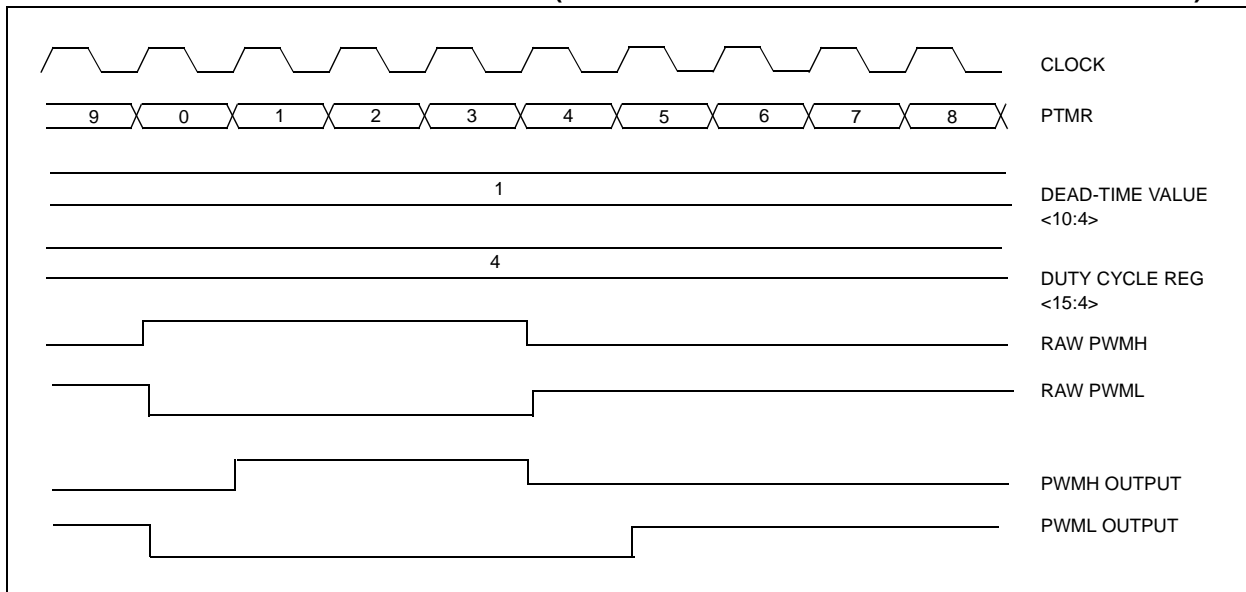 CLOCK
9 0 1 2 3 4 5 6 7 8 PTMR
1
DEAD-TIME VALUE
<10:4>
4
DUTY CYCLE REG
<15:4>
RAW PWMH
RAW PWML
PWMH OUTPUT
PWML OUTPUT